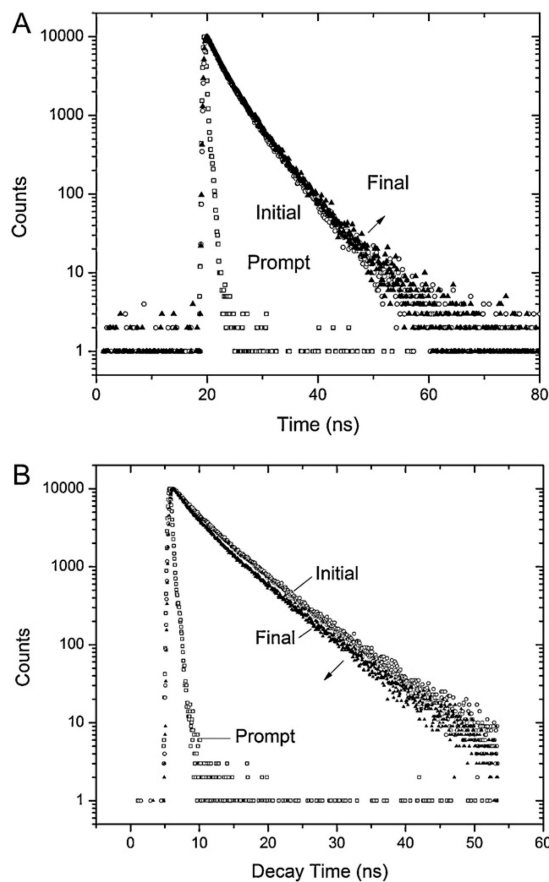 A
10000
1000
100
10
1
Counts
Final
Initial
Prompt
0 20 40 60 80
Time (ns)
B
10000
1000
100
10
1
Counts
Initial
Final
Prompt
0 10 20 30 40 50 60
Decay Time (ns)